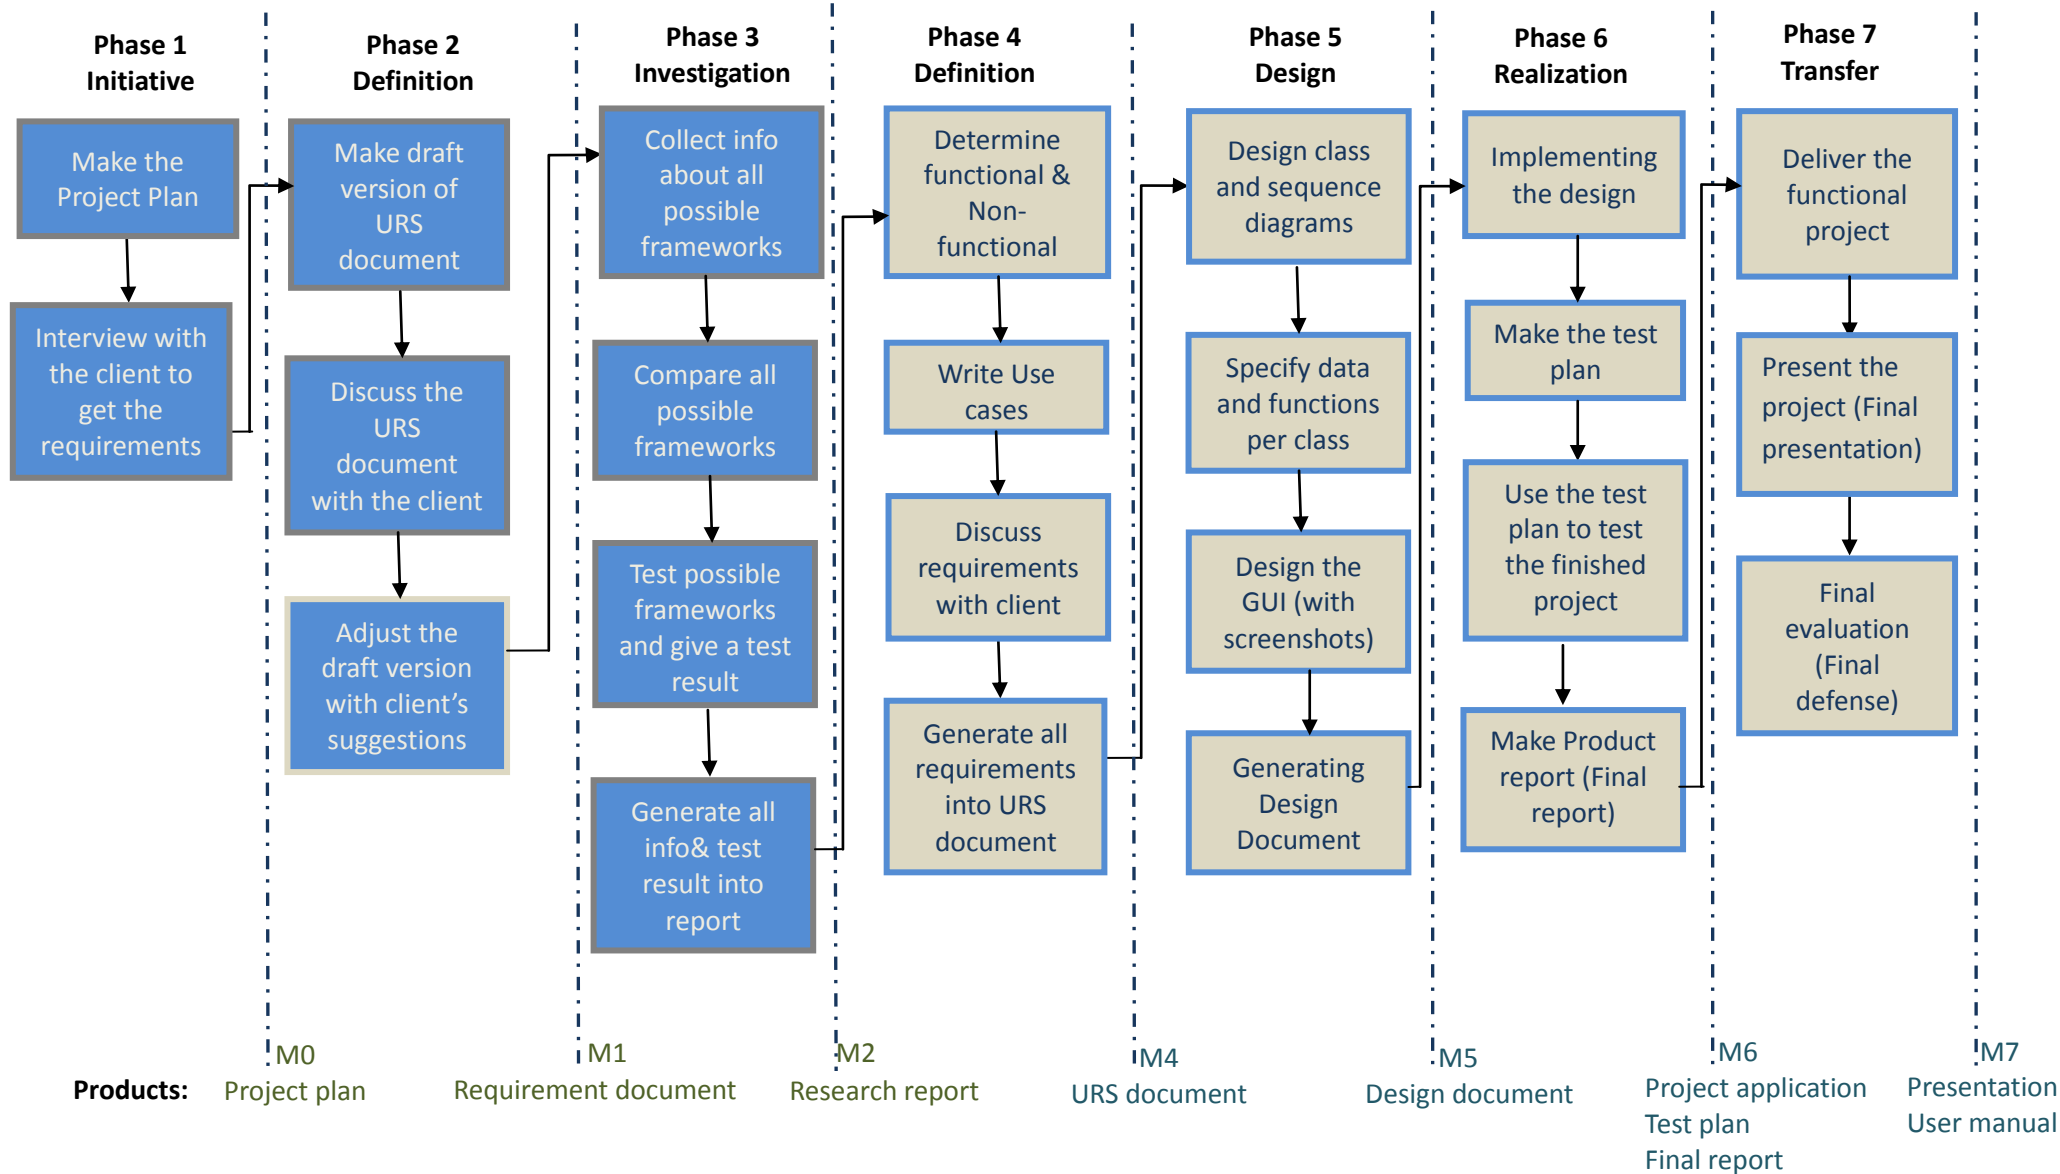 Phase 1
Initiative
Make the
Project Plan
Interview with
the client to
get the
requirements
Phase 2
Definition
Make draft
version of
URS
document
Discuss the
URS
document
with the client
Adjust the
draft version
with client’s
suggestions
Phase 3
Investigation
Collect info
about all
possible
frameworks
Compare all
possible
frameworks
Test possible
frameworks
and give a test
result
Generate all
info& test
result into
report
Phase 4
Definition
Determine
functional &
Non-
functional
Write Use
cases
Discuss
requirements
with client
Generate all
requirements
into URS
document
Phase 5
Design
Design class
and sequence
diagrams
Specify data
and functions
per class
Design the
GUI (with
screenshots)
Generating
Design
Document
Phase 6
Realization
Implementing
the design
Make the test
plan
Use the test
plan to test
the finished
project
Make Product
report (Final
report)
Phase 7
Transfer
Deliver the
functional
project
Present the
project (Final
presentation)
Final
evaluation
(Final
defense)
Products:
M0
Project plan
M1
Requirement document
M2
Research report
M4
URS document
M5
Design document
M6
Project application
Test plan
Final report
M7
Presentation
User manual